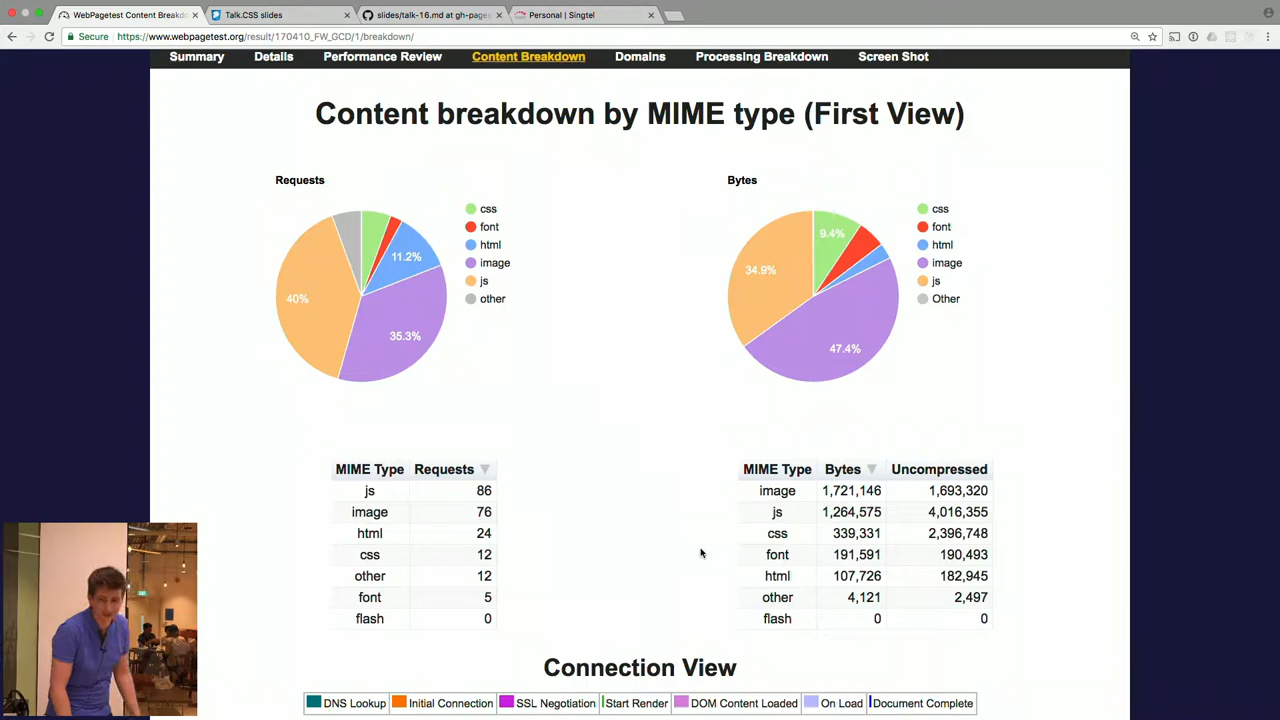 WebPagetest Content Breakd
Talk.CSS slides
slides/talk-16.md at gh-pages
Personal | Singtel
Secure https://www.webpagetest.org/result/170410_FW_GCD/1/breakdown/
Summary Details Performance Review Content Breakdown Domains Processing Breakdown Screen Shot
Content breakdown by MIME type (First View)
Requests
css
font
html
image
js
other
11.2%
40%
35.3%
Bytes
css
font
html
image
js
Other
9.4%
34.9%
47.4%
MIME Type Requests
js 86
image 76
html 24
css 12
other 12
font 5
flash 0
MIME Type Bytes Uncompressed
image 1,721,146 1,693,320
js 1,264,575 4,016,355
css 339,331 2,396,748
font 191,591 190,493
html 107,726 182,945
other 4,121 2,497
flash 0 0
Connection View
DNS Lookup Initial Connection SSL Negotiation Start Render DOM Content Loaded On Load Document Complete